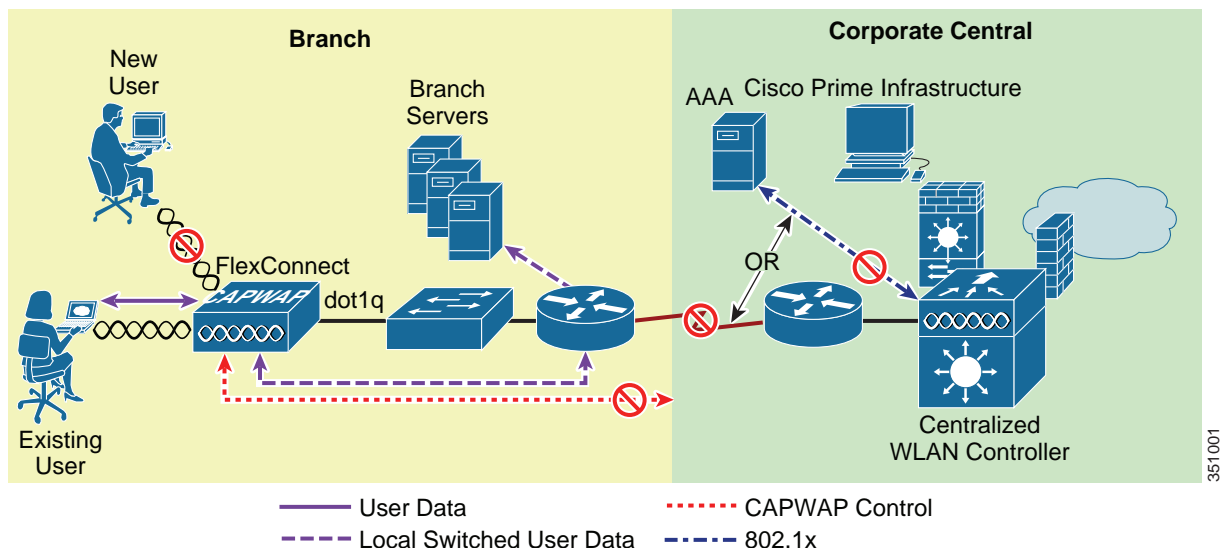 Branch
Corporate Central
New
User
Branch
Servers
AAA
Cisco Prime Infrastructure
FlexConnect
CAPWAP
dot1q
OR
Existing
User
Centralized
WLAN Controller
351001
User Data
CAPWAP Control
Local Switched User Data
802.1x